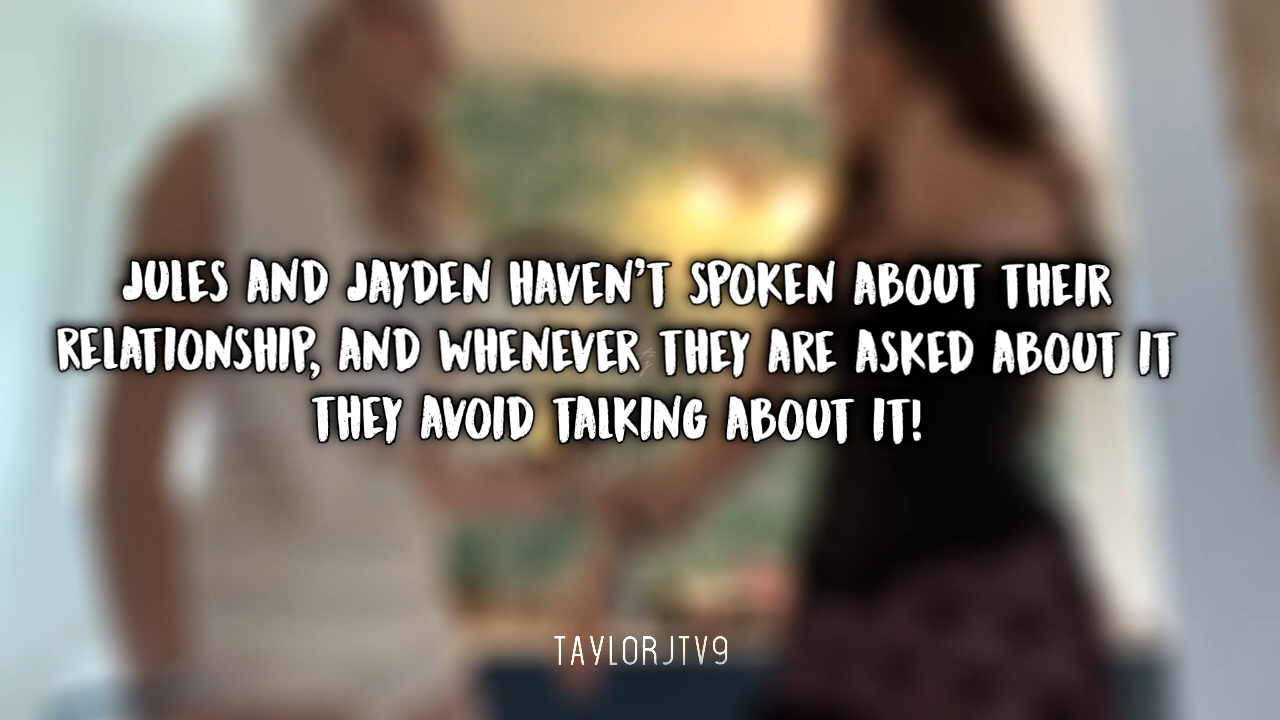 JULES AND JAYDEN HAVEN'T SPOKEN ABOUT THEIR
RELATIONSHIP, AND WHENEVER THEY ARE ASKED ABOUT IT
THEY AVOID TALKING ABOUT IT!
TAYLORJTV9